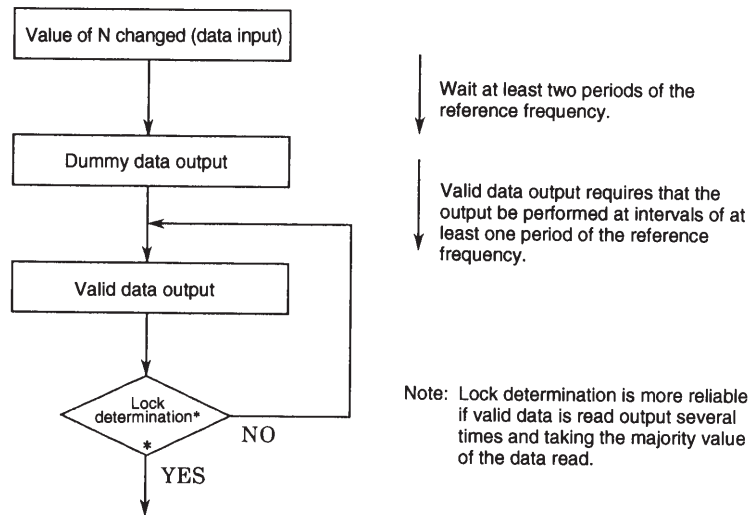 Value of N changed (data input)
Wait at least two periods of the
reference frequency.
Dummy data output
Valid data output requires that the
output be performed at intervals of at
least one period of the reference
frequency.
Valid data output
Lock
determination*
*
NO
YES
Note: Lock determination is more reliable
if valid data is read output several
times and taking the majority value
of the data read.